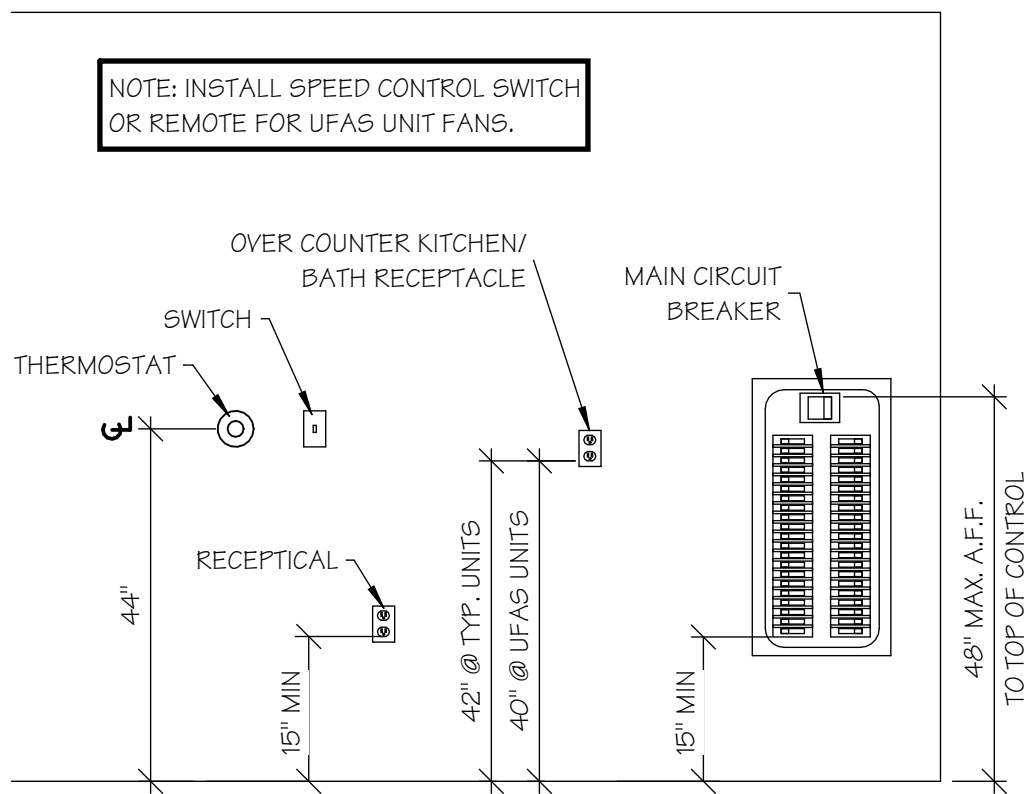 NOTE: INSTALL SPEED CONTROL SWITCH
OR REMOTE FOR UFAS UNIT FANS.
OVER COUNTER KITCHEN/
BATH RECEPTACLE
MAIN CIRCUIT
BREAKER
SWITCH
THERMOSTAT
RECEPTICAL
44"
15" MIN
42" @ TYP. UNITS
40" @ UFAS UNITS
15" MIN
48" MAX. A.F.F.
TO TOP OF CONTROL